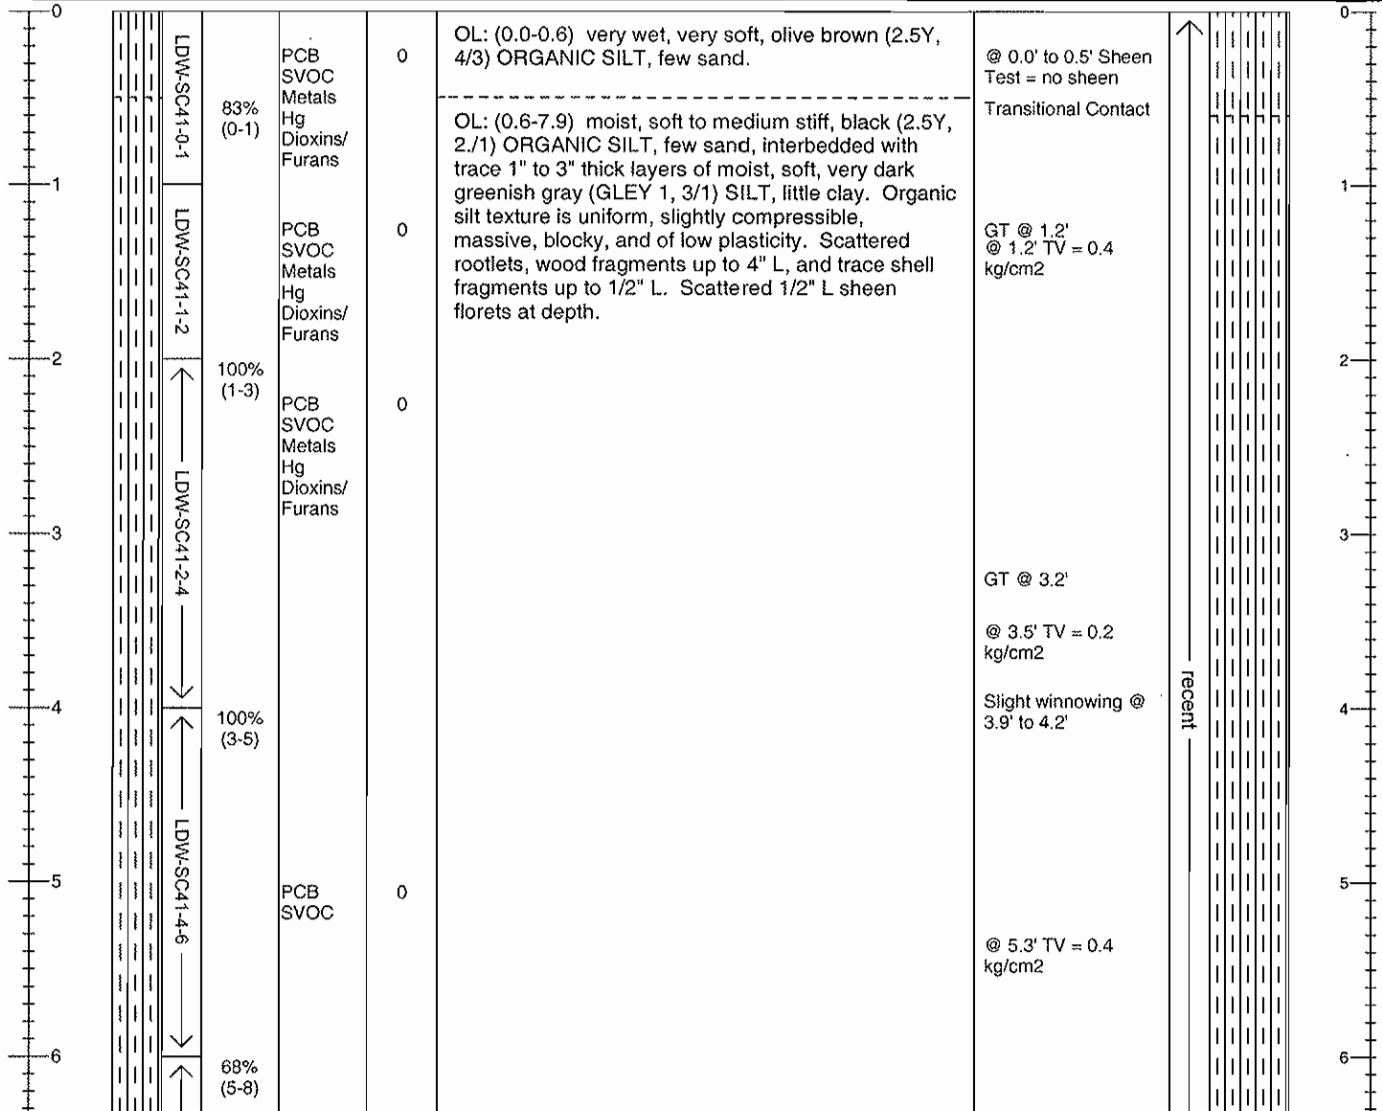 0
LDW-SC41-0-1
83%
(0-1)
PCB
SVOC
Metals
Hg
Dioxins/
Furans
0
OL: (0.0-0.6) very wet, very soft, olive brown (2.5Y,
4/3) ORGANIC SILT, few sand.
@ 0.0' to 0.5' Sheen
Test = no sheen
Transitional Contact
0
OL: (0.6-7.9) moist, soft to medium stiff, black (2.5Y,
2./1) ORGANIC SILT, few sand, interbedded with
trace 1" to 3" thick layers of moist, soft, very dark
greenish gray (GLEY 1, 3/1) SILT, little clay. Organic
silt texture is uniform, slightly compressible,
massive, blocky, and of low plasticity. Scattered
rootlets, wood fragments up to 4" L, and trace shell
fragments up to 1/2" L. Scattered 1/2" L sheen
florets at depth.
1
LDW-SC41-1-2
PCB
SVOC
Metals
Hg
Dioxins/
Furans
0
GT @ 1.2'
@ 1.2' TV = 0.4
kg/cm2
1
2
100%
(1-3)
LDW-SC41-2-4
PCB
SVOC
Metals
Hg
Dioxins/
Furans
0
2
3
GT @ 3.2'
@ 3.5' TV = 0.2
kg/cm2
3
recent
4
100%
(3-5)
Slight winnowing @
3.9' to 4.2'
4
LDW-SC41-4-6
5
PCB
SVOC
0
@ 5.3' TV = 0.4
kg/cm2
5
6
68%
(5-8)
6